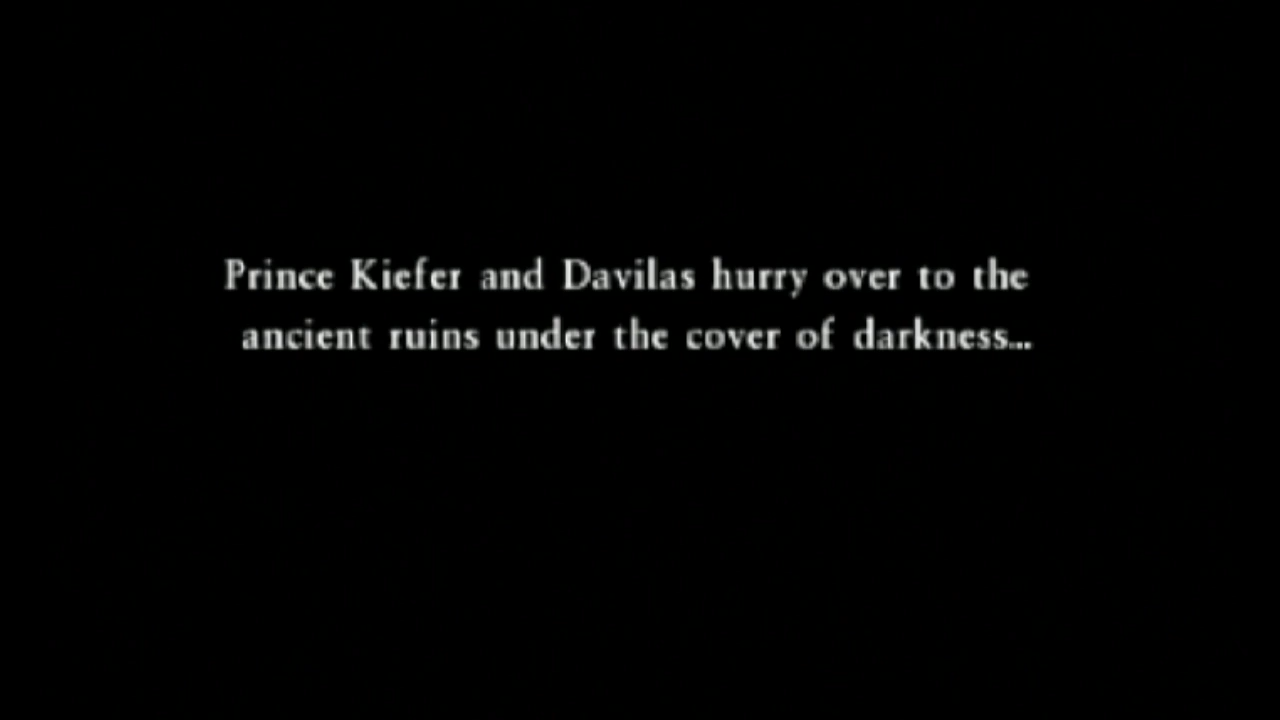 Prince Kiefer and Davilas hurry over to the
ancient ruins under the cover of darkness...